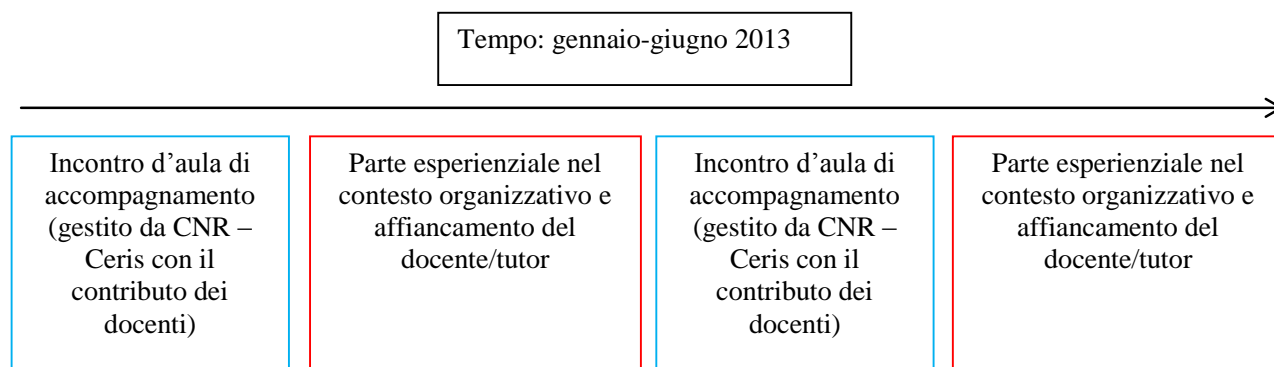 Tempo: gennaio-giugno 2013
Incontro d’aula di
accompagnamento
(gestito da CNR –
Ceris con il
contributo dei
docenti)
Parte esperienziale nel
contesto organizzativo e
affiancamento del
docente/tutor
Incontro d’aula di
accompagnamento
(gestito da CNR –
Ceris con il
contributo dei
docenti)
Parte esperienziale nel
contesto organizzativo e
affiancamento del
docente/tutor